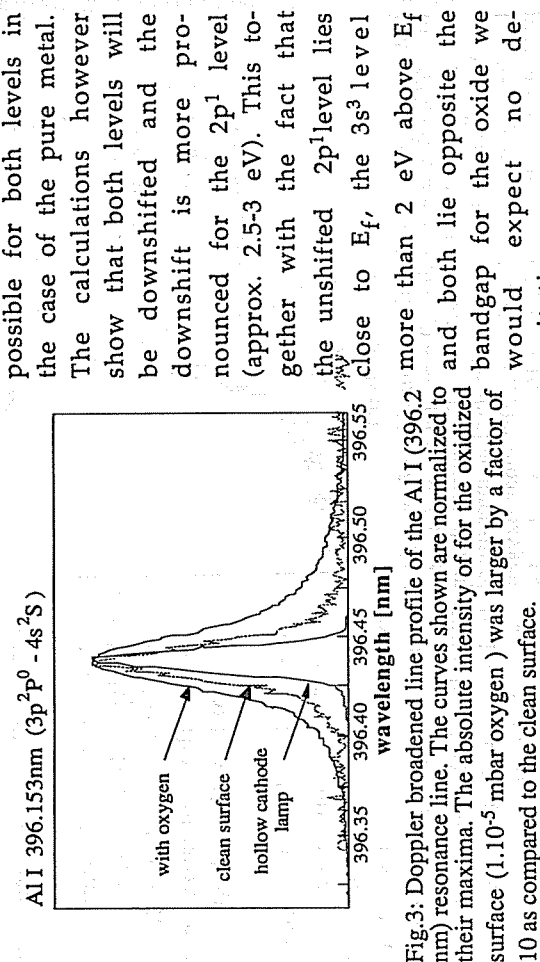 Al I 396.153nm (3p ²P⁰ - 4s ²S)
with oxygen
clean surface
hollow cathode
lamp
396.35
396.40
396.45
396.50
396.55
wavelength [nm]
Fig.3: Doppler broadened line profile of the Al I (396.2
nm) resonance line. The curves shown are normalized to
their maxima. The absolute intensity of for the oxidized
surface (1.10⁻⁵ mbar oxygen ) was larger by a factor of
10 as compared to the clean surface.
possible for both levels in
the case of the pure metal.
The calculations however
show that both levels will
be downshifted and the
downshift is more pro-
nounced for the 2p¹ level
(approx. 2.5-3 eV). This to-
gether with the fact that
the unshifted 2p¹level lies
close to E_f, the 3s³ level
more than 2 eV above E_f
and both lie opposite the
bandgap for the oxide we
would expect no de-